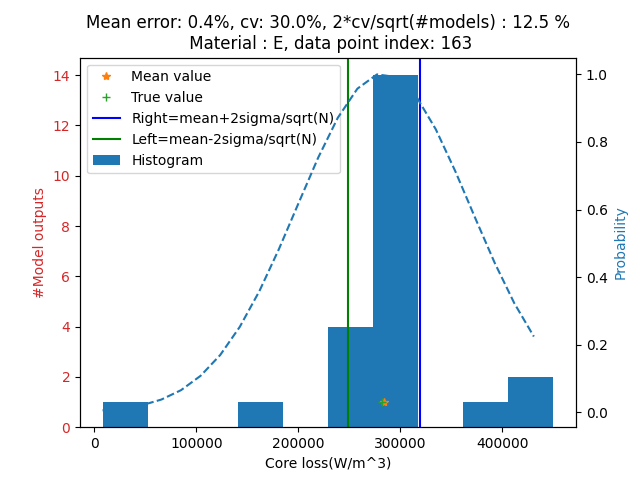 Mean error: 0.4%, cv: 30.0%, 2*cv/sqrt(#models) : 12.5 %
Material : E, data point index: 163
Mean value
True value
Right=mean+2sigma/sqrt(N)
Left=mean-2sigma/sqrt(N)
Histogram
14
12
10
8
6
4
2
0
#Model outputs
1.0
0.8
0.6
0.4
0.2
0.0
Probability
0 100000 200000 300000 400000
Core loss(W/m^3)